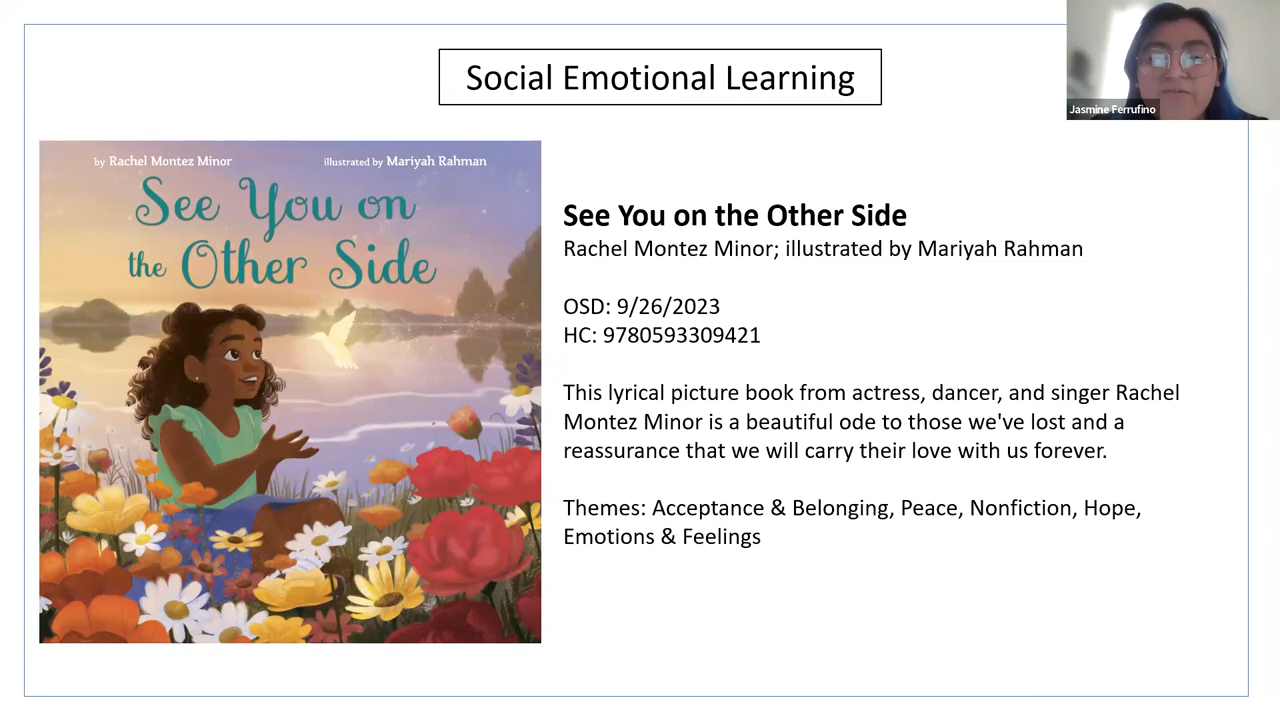 Social Emotional Learning
Jasmine Ferrufino
by Rachel Montez Minor
illustrated by Mariyah Rahman
See You on
the Other Side
See You on the Other Side
Rachel Montez Minor; illustrated by Mariyah Rahman
OSD: 9/26/2023
HC: 9780593309421
This lyrical picture book from actress, dancer, and singer Rachel
Montez Minor is a beautiful ode to those we've lost and a
reassurance that we will carry their love with us forever.
Themes: Acceptance & Belonging, Peace, Nonfiction, Hope,
Emotions & Feelings